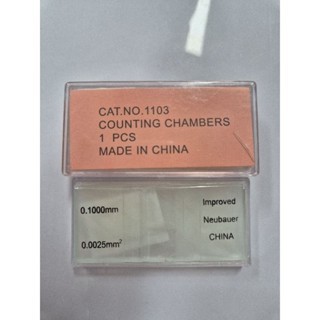 CAT.NO.1103
COUNTING CHAMBERS
1 PCS
MADE IN CHINA
0.1000mm
Improved
Neubauer
0.0025mm²
CHINA